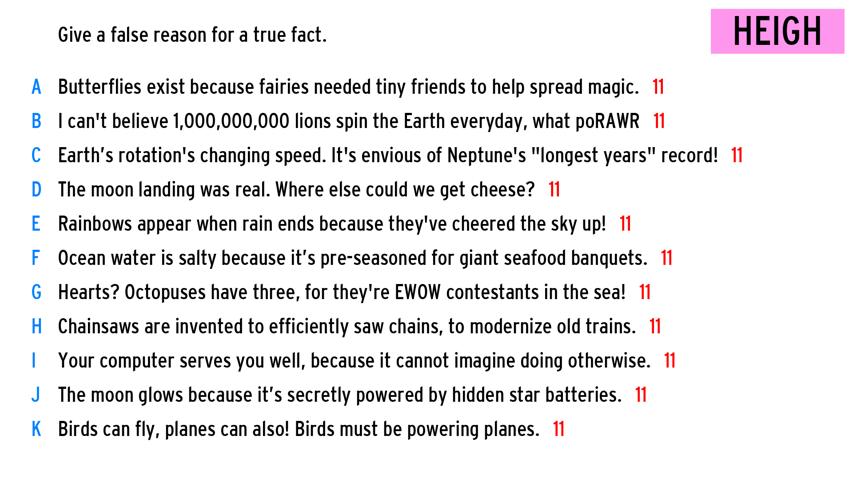 Give a false reason for a true fact.
HEIGH
A Butterflies exist because fairies needed tiny friends to help spread magic. 11
B I can't believe 1,000,000,000 lions spin the Earth everyday, what poRAWR 11
C Earth’s rotation's changing speed. It's envious of Neptune's "longest years" record! 11
D The moon landing was real. Where else could we get cheese? 11
E Rainbows appear when rain ends because they've cheered the sky up! 11
F Ocean water is salty because it’s pre-seasoned for giant seafood banquets. 11
G Hearts? Octopuses have three, for they're EWOW contestants in the sea! 11
H Chainsaws are invented to efficiently saw chains, to modernize old trains. 11
I Your computer serves you well, because it cannot imagine doing otherwise. 11
J The moon glows because it’s secretly powered by hidden star batteries. 11
K Birds can fly, planes can also! Birds must be powering planes. 11